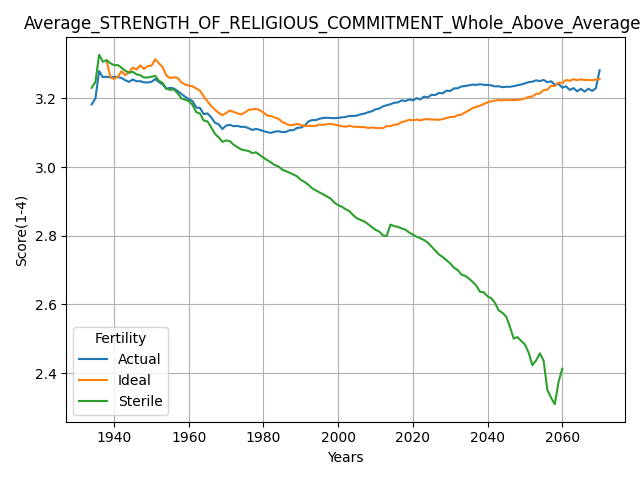 Average_STRENGTH_OF_RELIGIOUS_COMMITMENT_Whole_Above_Average
Score(1-4)
3.2
3.0
2.8
2.6
2.4
Fertility
Actual
Ideal
Sterile
1940 1960 1980 2000 2020 2040 2060
Years